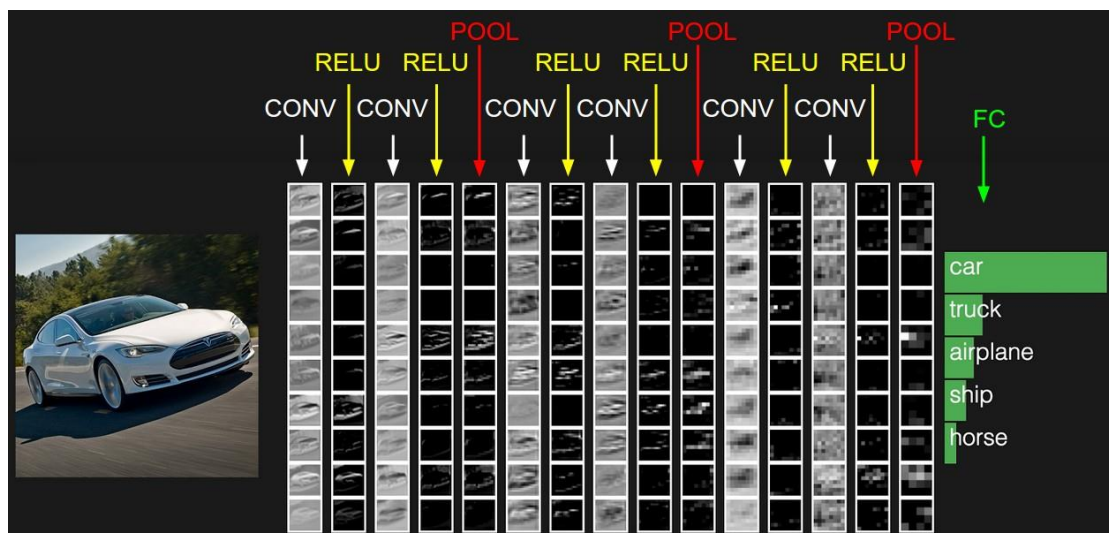 POOL POOL POOL
RELU RELU RELU RELU RELU RELU
CONV CONV CONV CONV CONV CONV
FC
car
truck
airplane
ship
horse